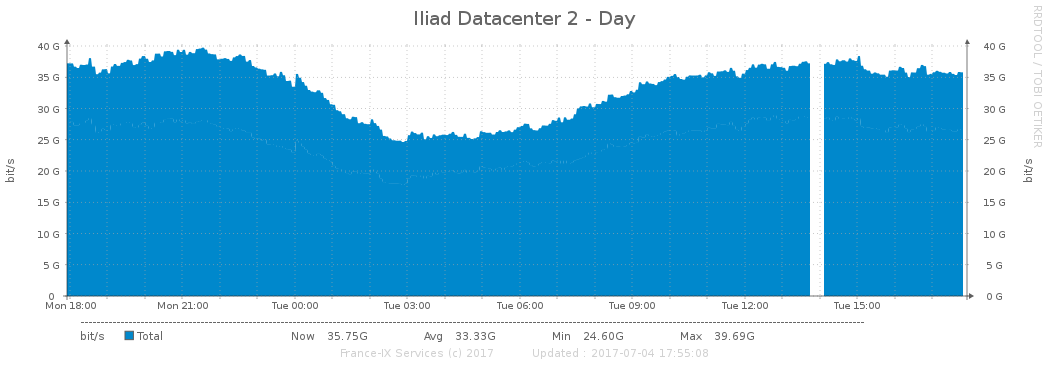 Iliad Datacenter 2 - Day
RRDTOOL / TOBI OETIKER
40 G 40 G
35 G 35 G
30 G 30 G
25 G 25 G
20 G 20 G
15 G 15 G
10 G 10 G
5 G 5 G
0 0 G
bit/s bit/s
Mon 18:00 Mon 21:00 Tue 00:00 Tue 03:00 Tue 06:00 Tue 09:00 Tue 12:00 Tue 15:00
bit/s Total Now 35.75G Avg 33.33G Min 24.60G Max 39.69G
France-IX Services (c) 2017 Updated : 2017-07-04 17:55:08